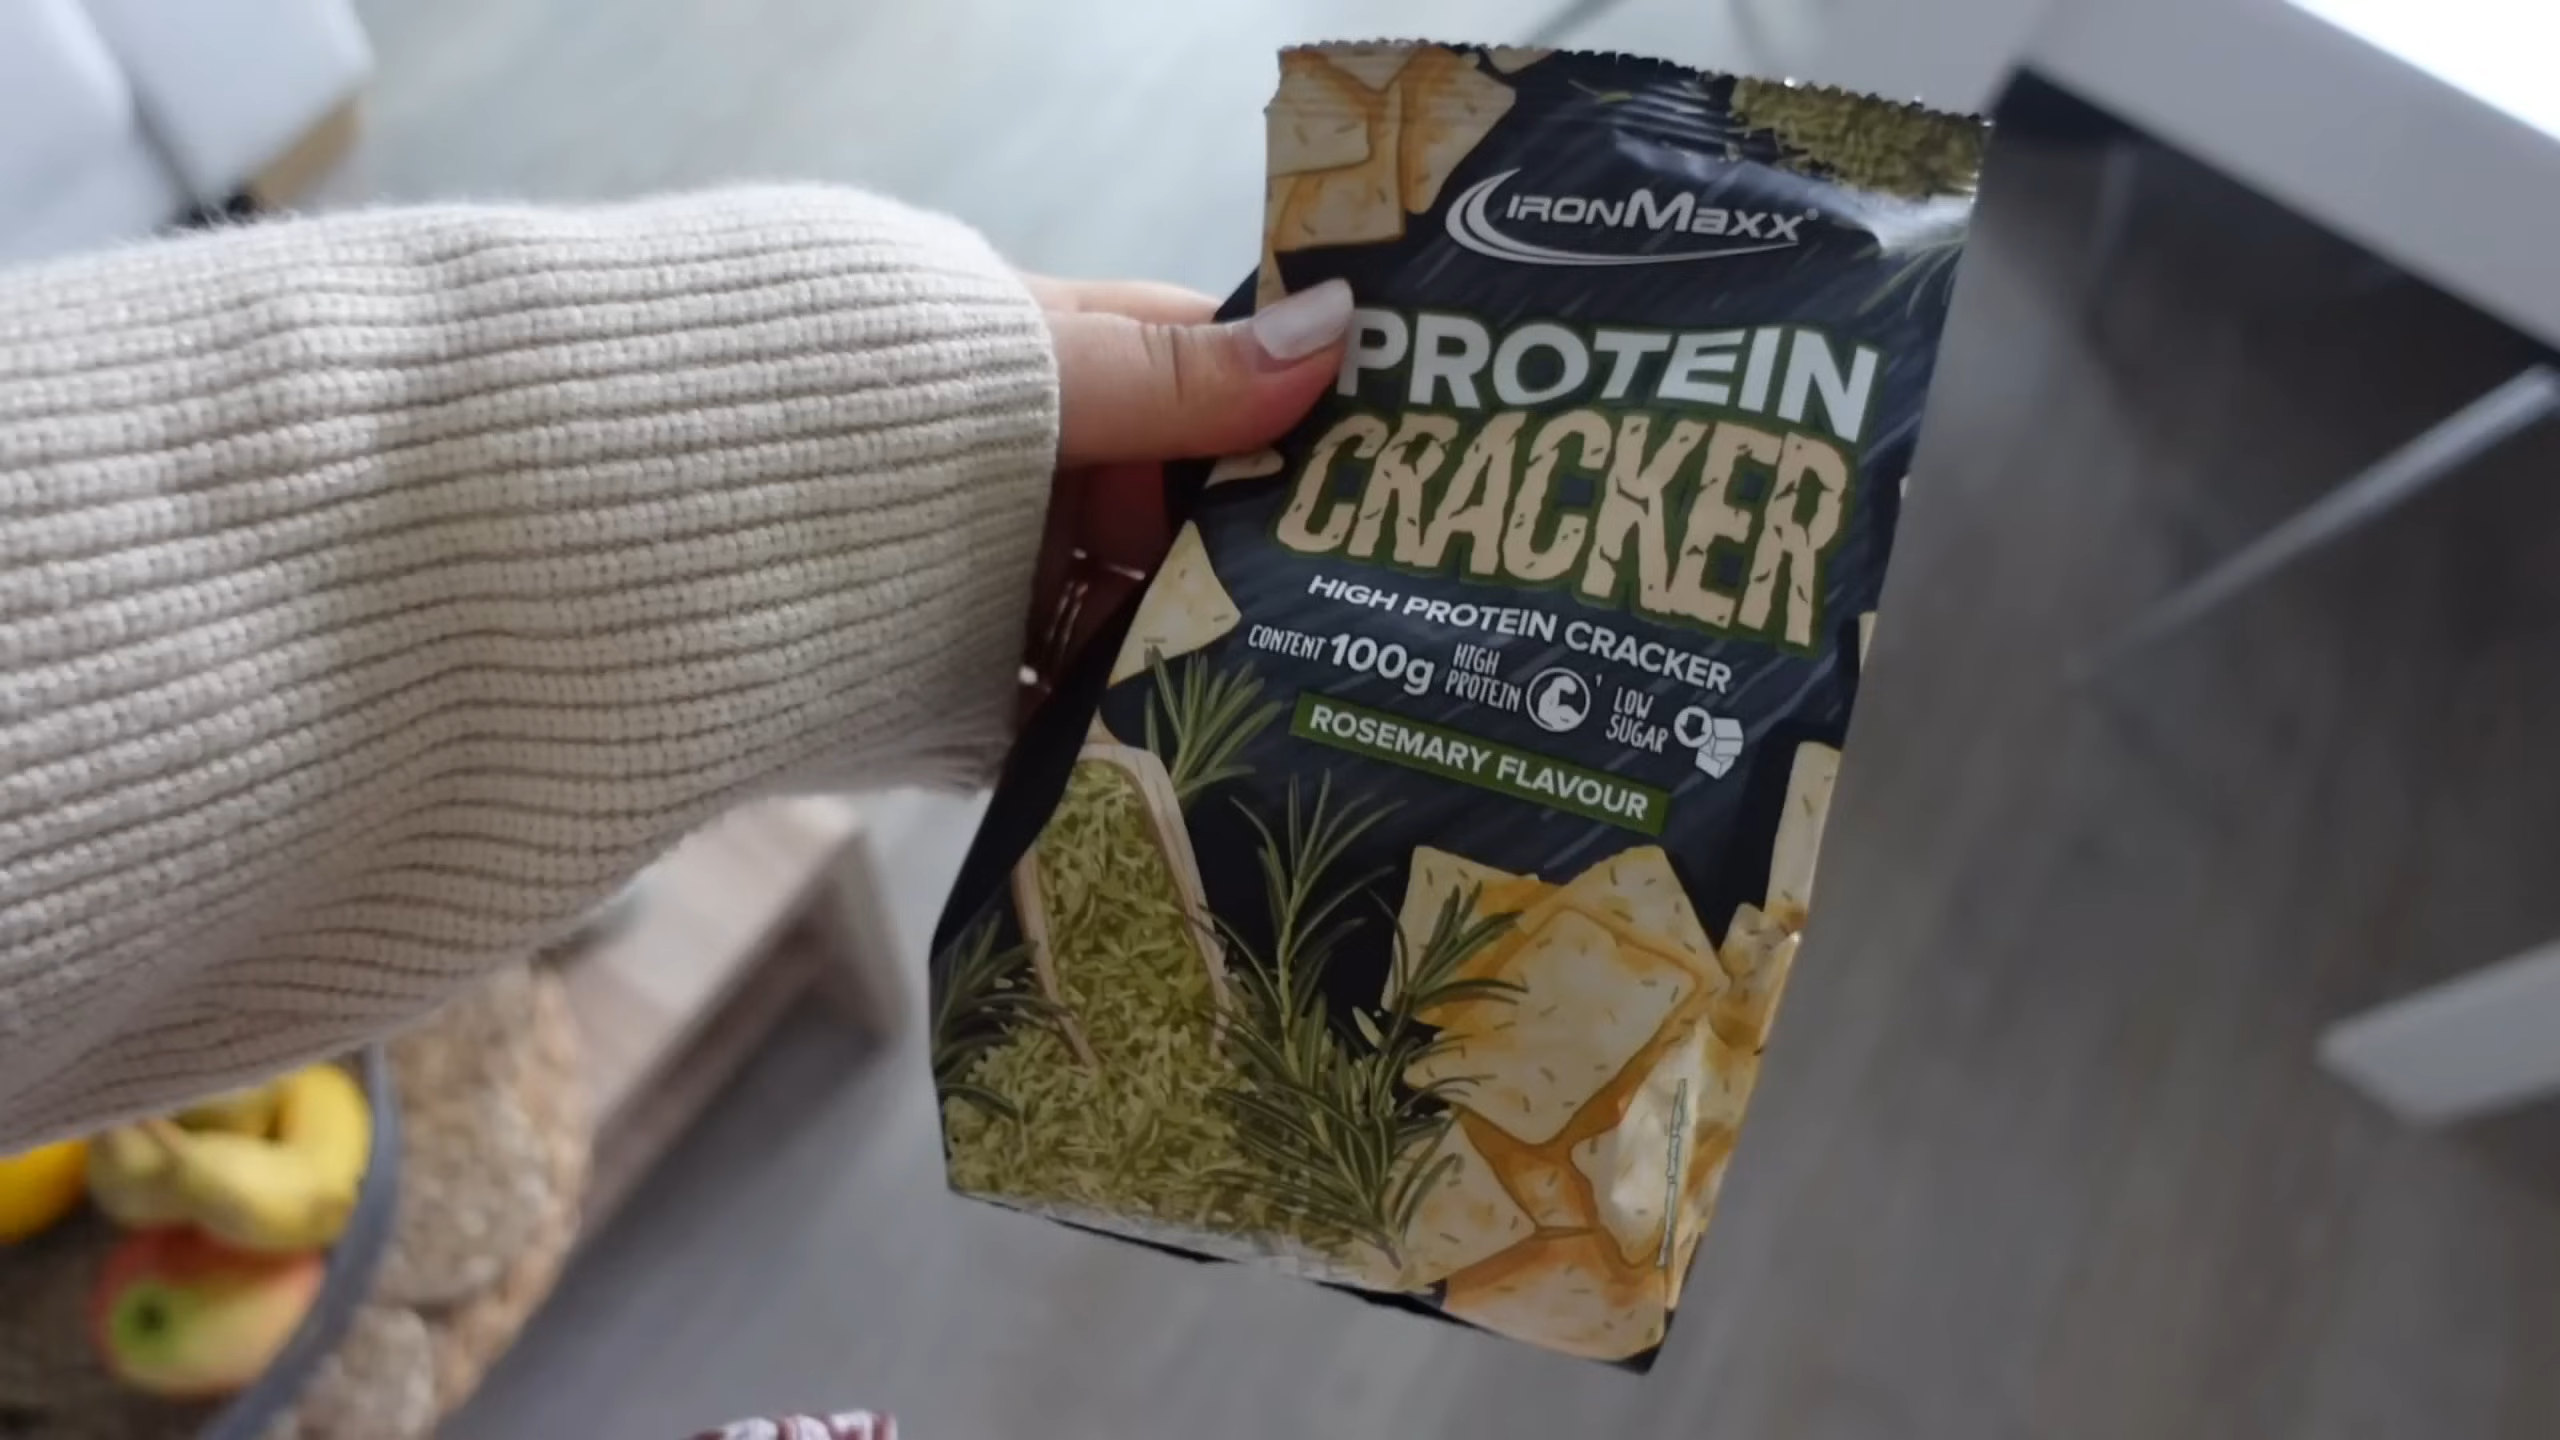 IRONMaxx®
PROTEIN
CRACKER
HIGH PROTEIN CRACKER
CONTENT 100g
HIGH
PROTEIN
LOW
SUGAR
ROSEMARY FLAVOUR